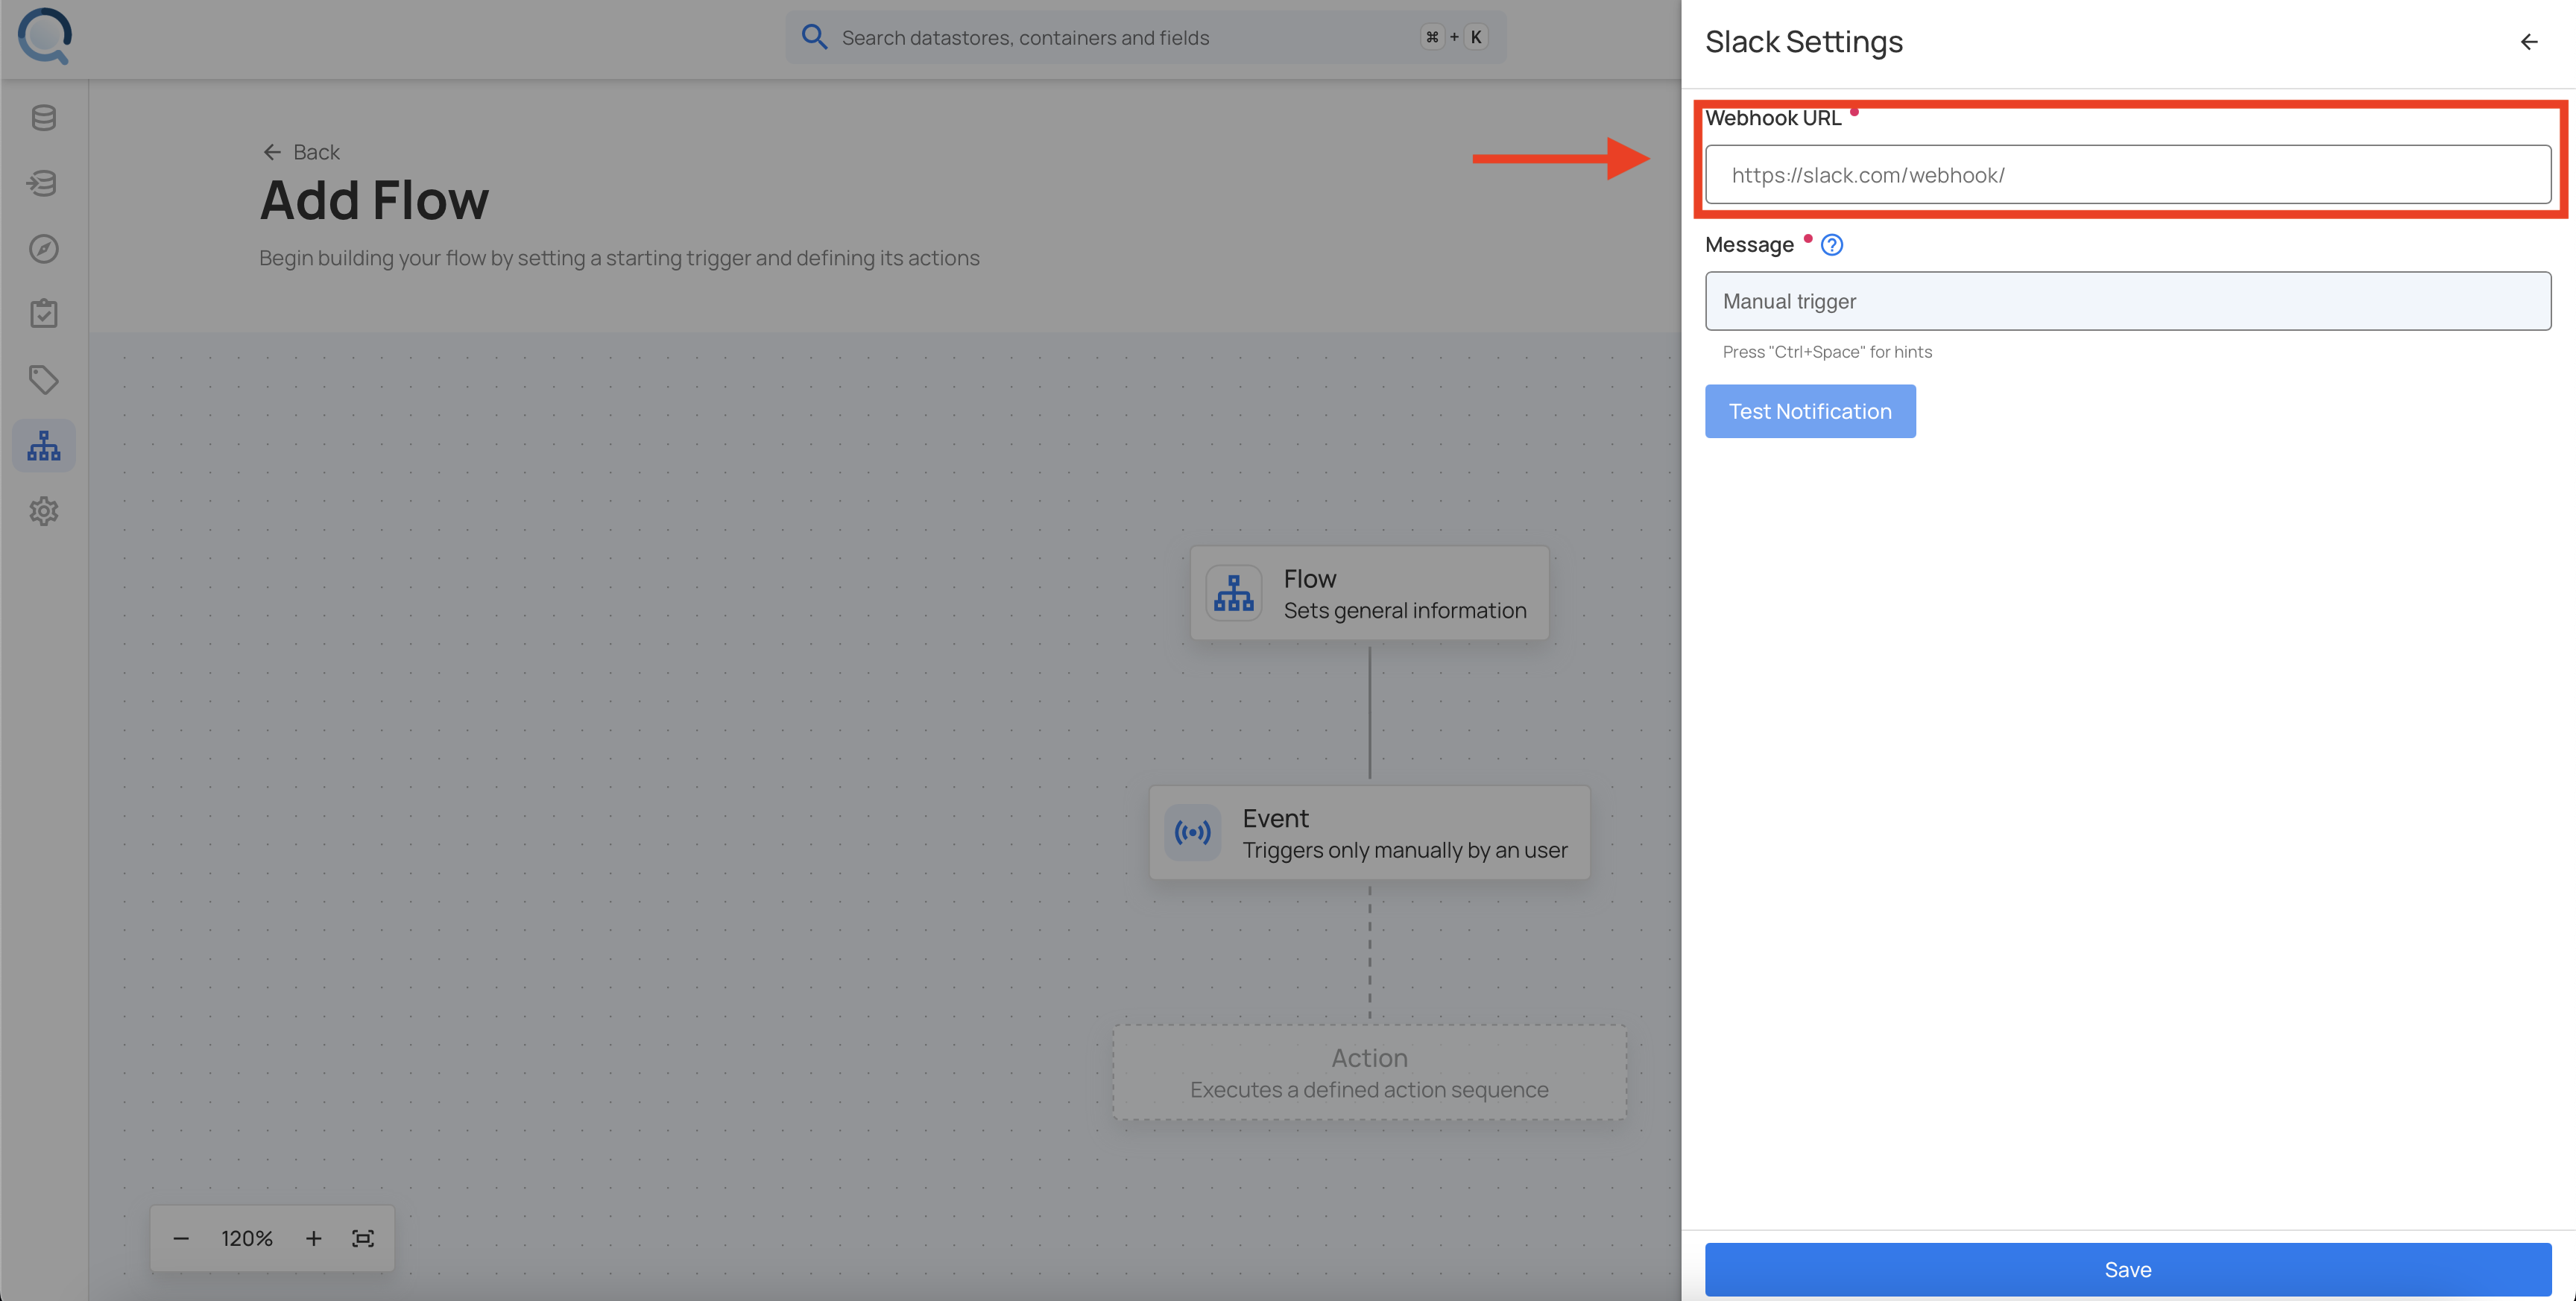 Search datastores, containers and fields
⌘ + K
Back
Add Flow
Begin building your flow by setting a starting trigger and defining its actions
Flow
Sets general information
Event
Triggers only manually by an user
Action
Executes a defined action sequence
120%
Slack Settings
Webhook URL
https://slack.com/webhook/
Message
Manual trigger
Press "Ctrl+Space" for hints
Test Notification
Save